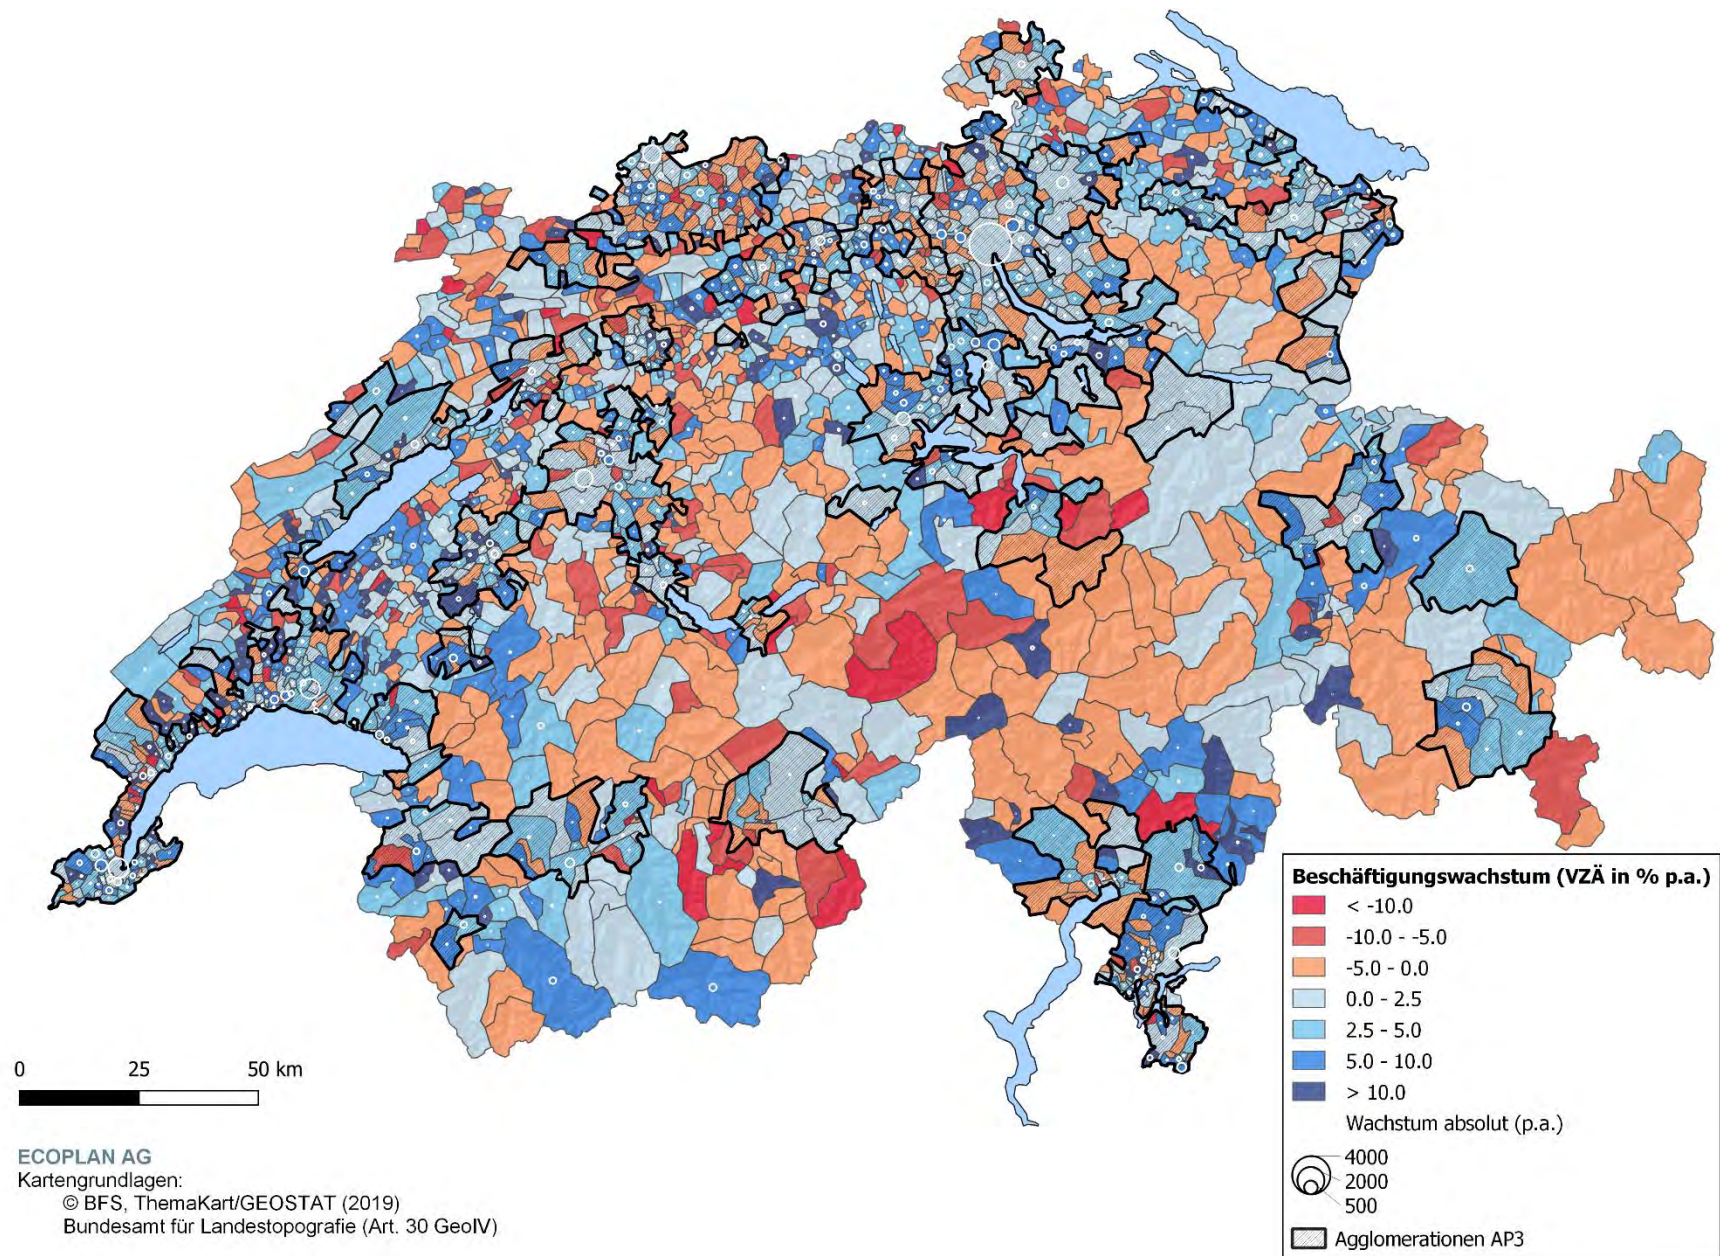 0 25 50 km
ECOPLAN AG
Kartengrundlagen:
© BFS, ThemaKart/GEOSTAT (2019)
Bundesamt für Landestopografie (Art. 30 GeoIV)
Beschäftigungswachstum (VZÄ in % p.a.)
< -10.0
-10.0 - -5.0
-5.0 - 0.0
0.0 - 2.5
2.5 - 5.0
5.0 - 10.0
> 10.0
Wachstum absolut (p.a.)
4000
2000
500
Agglomerationen AP3